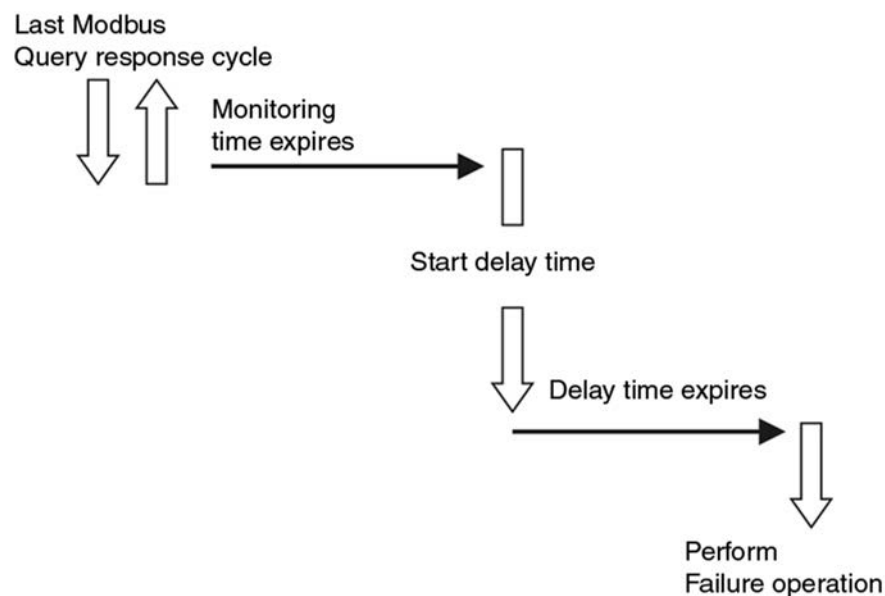 Last Modbus
Query response cycle
Monitoring
time expires
Start delay time
Delay time expires
Perform
Failure operation